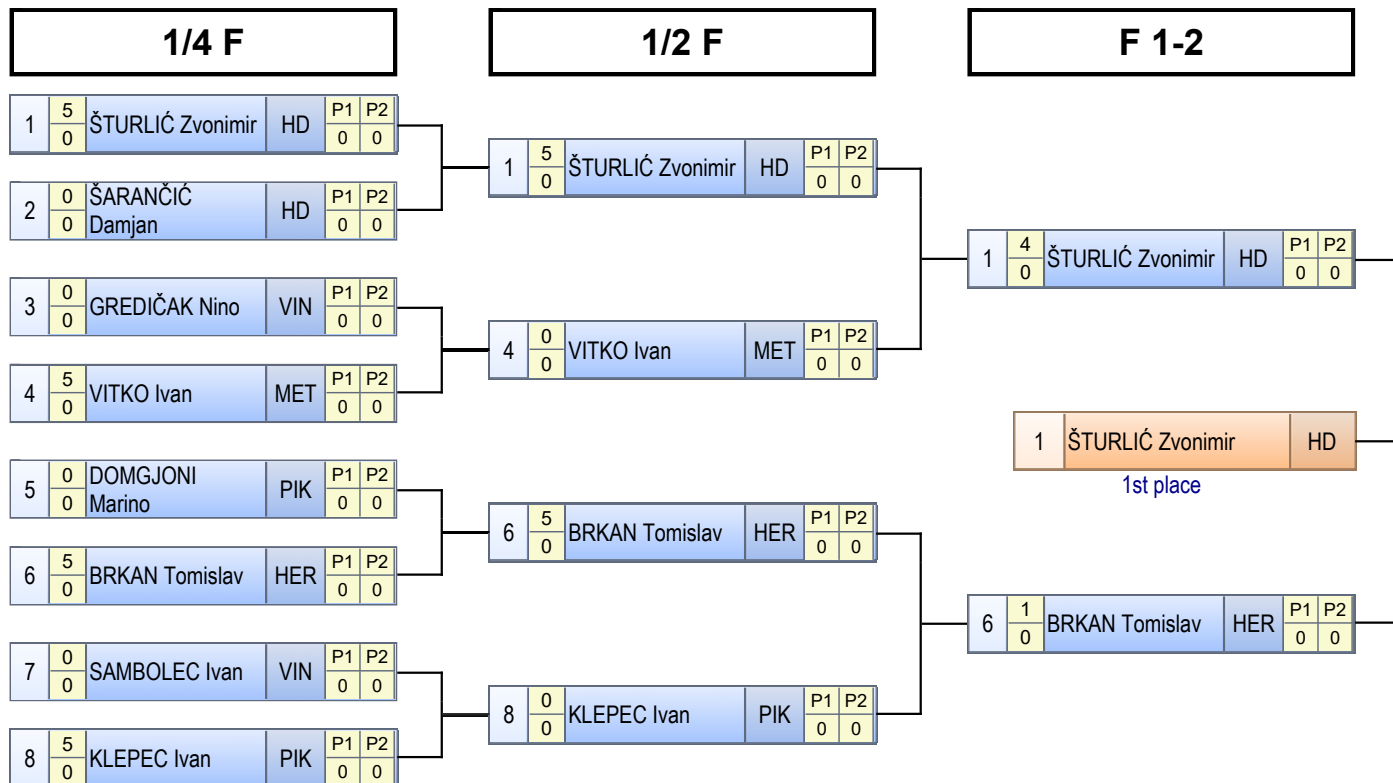 1/4 F
1/2 F
F 1-2
1 5 0 ŠTURLIĆ Zvonimir HD P1 P2 0 0
2 0 0 ŠARANČIĆ
Damjan HD P1 P2 0 0
3 0 0 GREDIČAK Nino VIN P1 P2 0 0
4 5 0 VITKO Ivan MET P1 P2 0 0
5 0 0 DOMGJONI
Marino PIK P1 P2 0 0
6 5 0 BRKAN Tomislav HER P1 P2 0 0
7 0 0 SAMBOLEC Ivan VIN P1 P2 0 0
8 5 0 KLEPEC Ivan PIK P1 P2 0 0
1 5 0 ŠTURLIĆ Zvonimir HD P1 P2 0 0
4 0 0 VITKO Ivan MET P1 P2 0 0
6 5 0 BRKAN Tomislav HER P1 P2 0 0
8 0 0 KLEPEC Ivan PIK P1 P2 0 0
1 4 0 ŠTURLIĆ Zvonimir HD P1 P2 0 0
1 ŠTURLIĆ Zvonimir HD
1st place
6 1 0 BRKAN Tomislav HER P1 P2 0 0